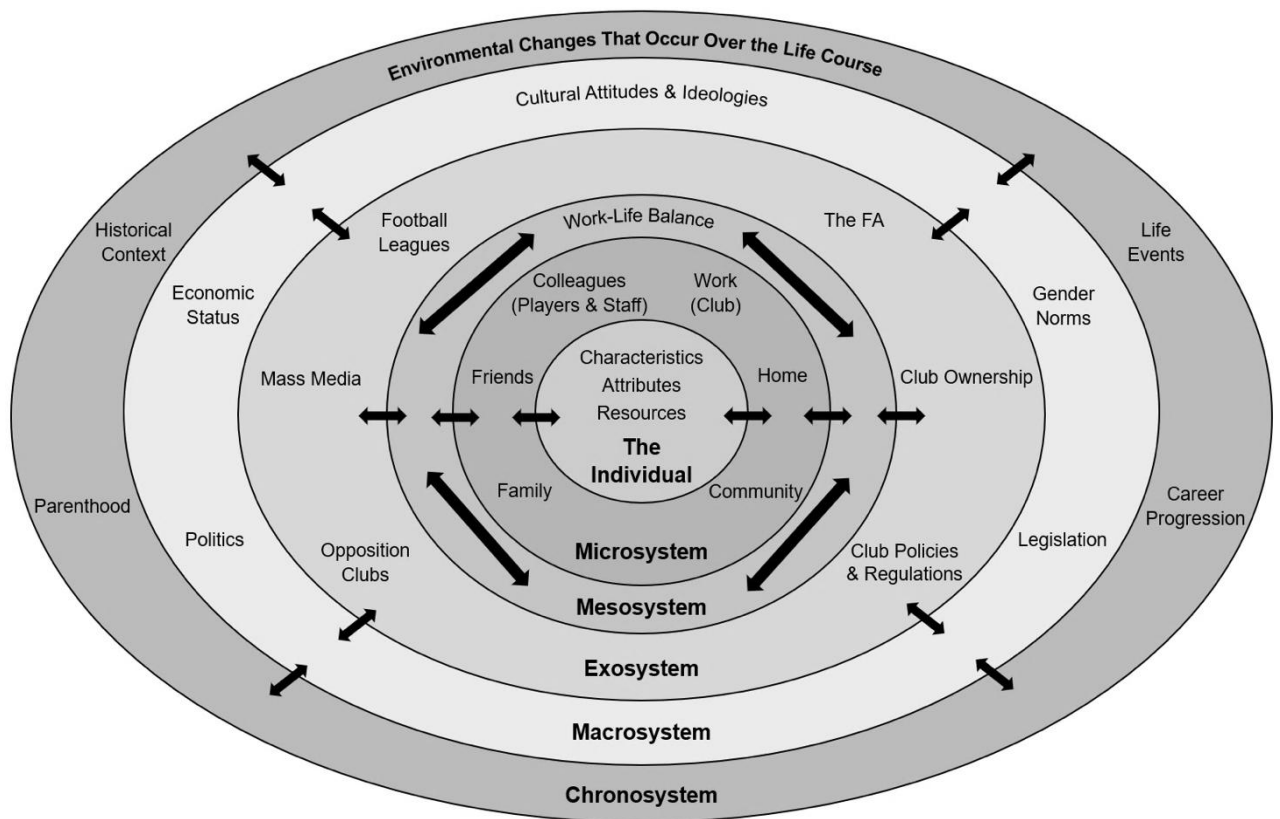 Environmental Changes That Occur Over the Life Course
Cultural Attitudes & Ideologies
Historical
Context
Football
Leagues
Work-Life Balance
The FA
Life
Events
Economic
Status
Colleagues
(Players & Staff)
Work
(Club)
Gender
Norms
Mass Media
Friends
Characteristics
Attributes
Resources
Home
Club Ownership
The
Individual
Parenthood
Family
Community
Career
Progression
Politics
Opposition
Clubs
Microsystem
Club Policies
& Regulations
Legislation
Mesosystem
Exosystem
Macrosystem
Chronosystem